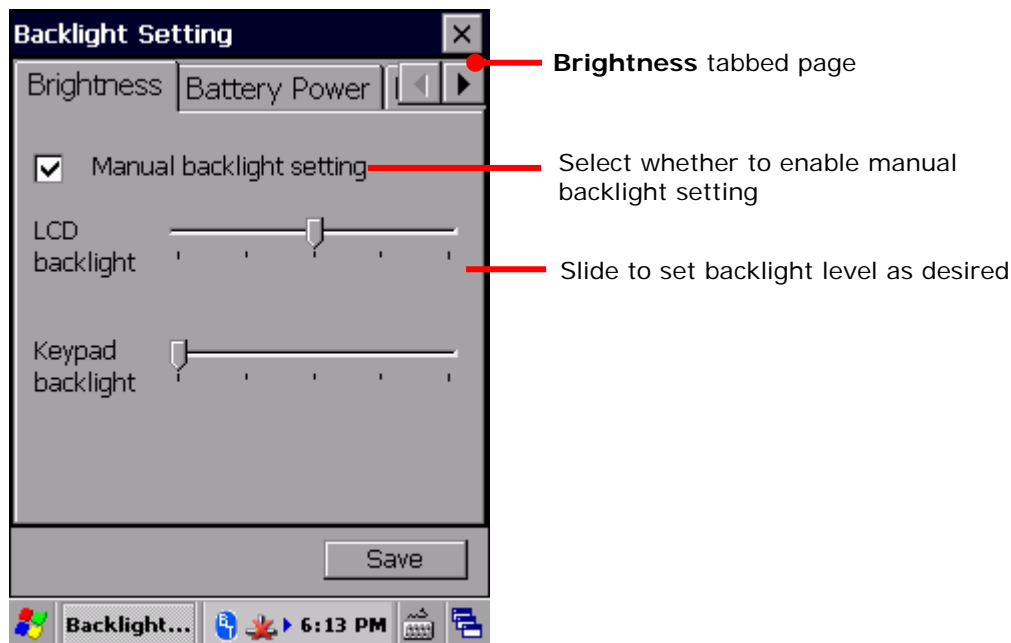 Backlight Setting
Brightness tabbed page
Brightness
Battery Power
Manual backlight setting
Select whether to enable manual
backlight setting
LCD
backlight
Slide to set backlight level as desired
Keypad
backlight
Save
Backlight...
6:13 PM